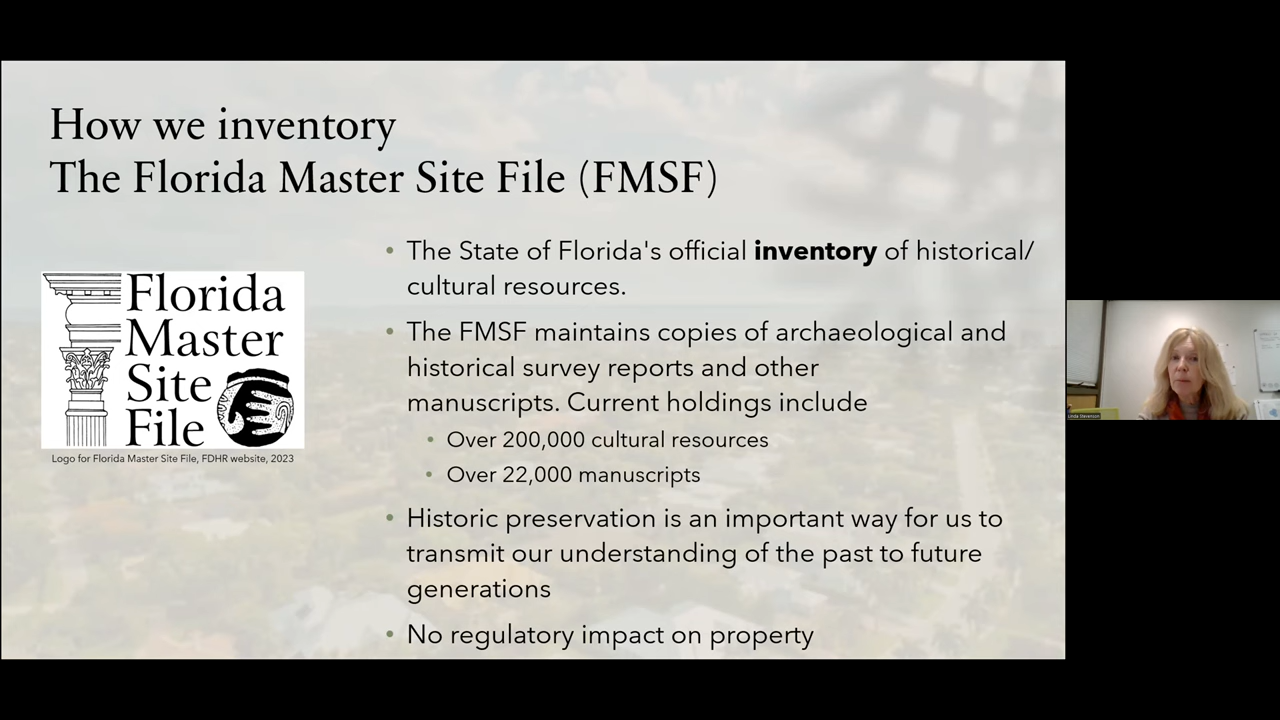 How we inventory
The Florida Master Site File (FMSF)
• The State of Florida's official inventory of historical/
cultural resources.
• The FMSF maintains copies of archaeological and
historical survey reports and other
manuscripts. Current holdings include
• Over 200,000 cultural resources
• Over 22,000 manuscripts
• Historic preservation is an important way for us to
transmit our understanding of the past to future
generations
• No regulatory impact on property
Florida
Master
Site
File
Logo for Florida Master Site File, FDHR website, 2023
Linda Stevenson